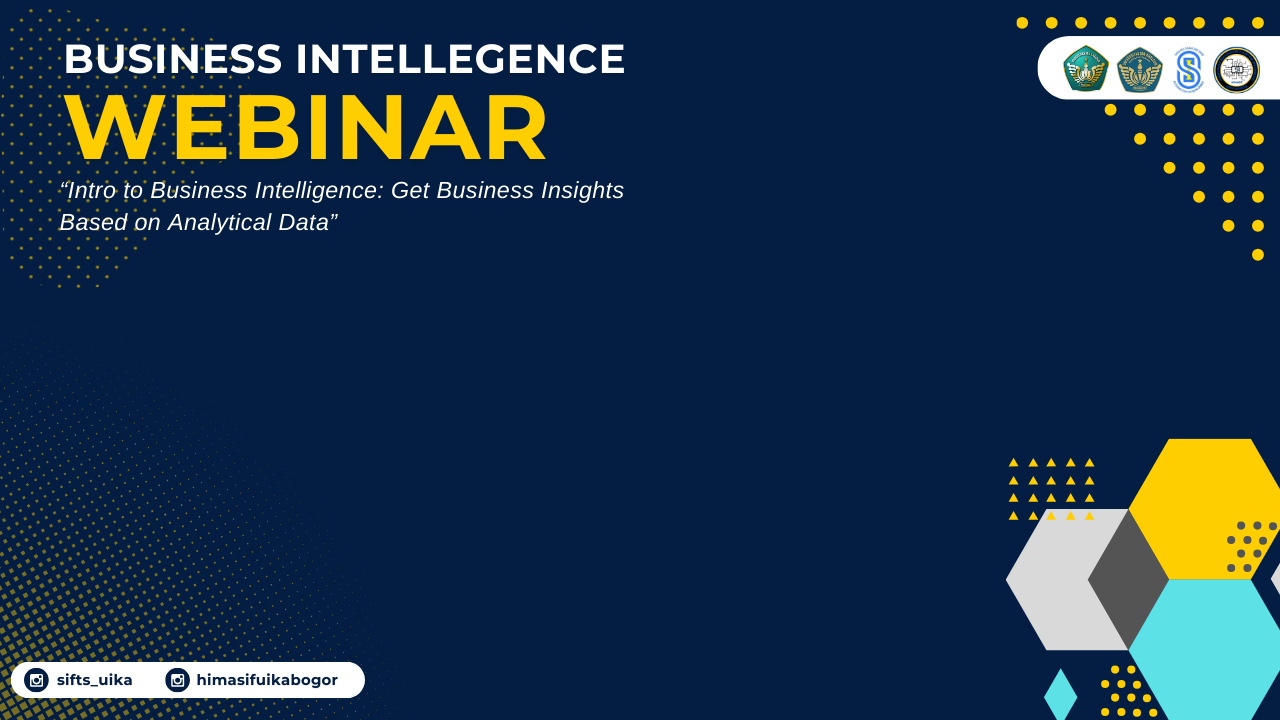 BUSINESS INTELLEGENCE
WEBINAR
“Intro to Business Intelligence: Get Business Insights
Based on Analytical Data”
sifts_uika
himasifuikabogor